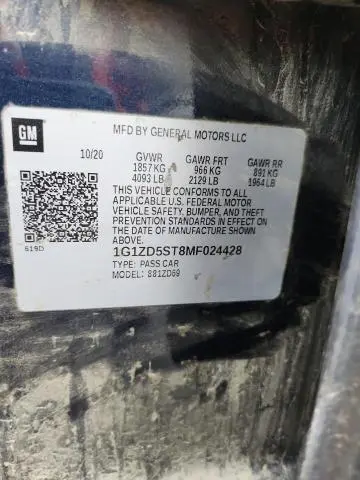 GM
MFD BY GENERAL MOTORS LLC
10/20 GVWR GAWR FRT GAWR RR
1857 KG 966 KG 891 KG
4093 LB 2129 LB 1964 LB
THIS VEHICLE CONFORMS TO ALL
APPLICABLE U.S. FEDERAL MOTOR
VEHICLE SAFETY, BUMPER, AND THEFT
PREVENTION STANDARDS IN EFFECT ON
THE DATE OF MANUFACTURE SHOWN
ABOVE.
619D
1G1ZD5ST8MF024428
TYPE: PASS CAR
MODEL: 881ZD69